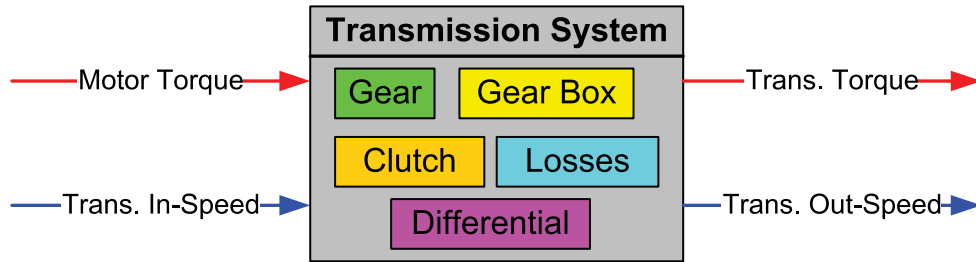 Transmission System
Motor Torque
Gear
Gear Box
Trans. Torque
Clutch
Losses
Trans. In-Speed
Trans. Out-Speed
Differential